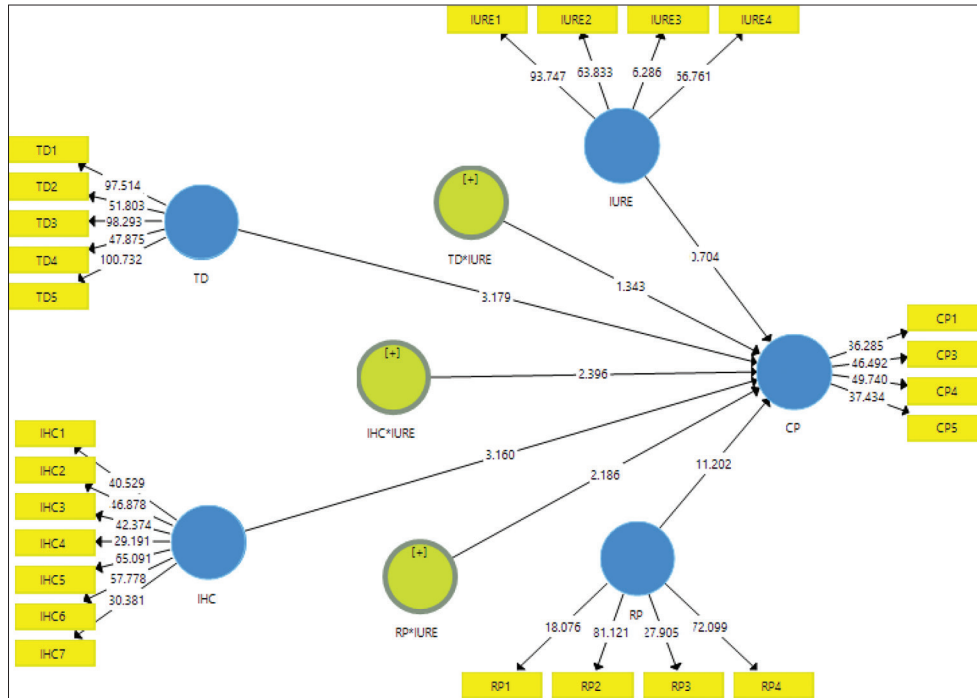 IURE1 IURE2 IURE3 IURE4
93.747 63.833 6.286 56.761
IURE
TD1
TD2
TD3
TD4
TD5
97.514
51.803
98.293
47.875
100.732
TD
[+]
TD*IURE
0.704
1.343
3.179
[+]
IHC*IURE
2.396
CP
CP1
CP3
CP4
CP5
36.285
46.492
49.740
37.434
IHC1
IHC2
IHC3
IHC4
IHC5
IHC6
IHC7
40.529
46.878
42.374
29.191
65.091
57.778
30.381
IHC
3.160
[+]
RP*IURE
2.186
11.202
RP
18.076 81.121 27.905 72.099
RP1 RP2 RP3 RP4